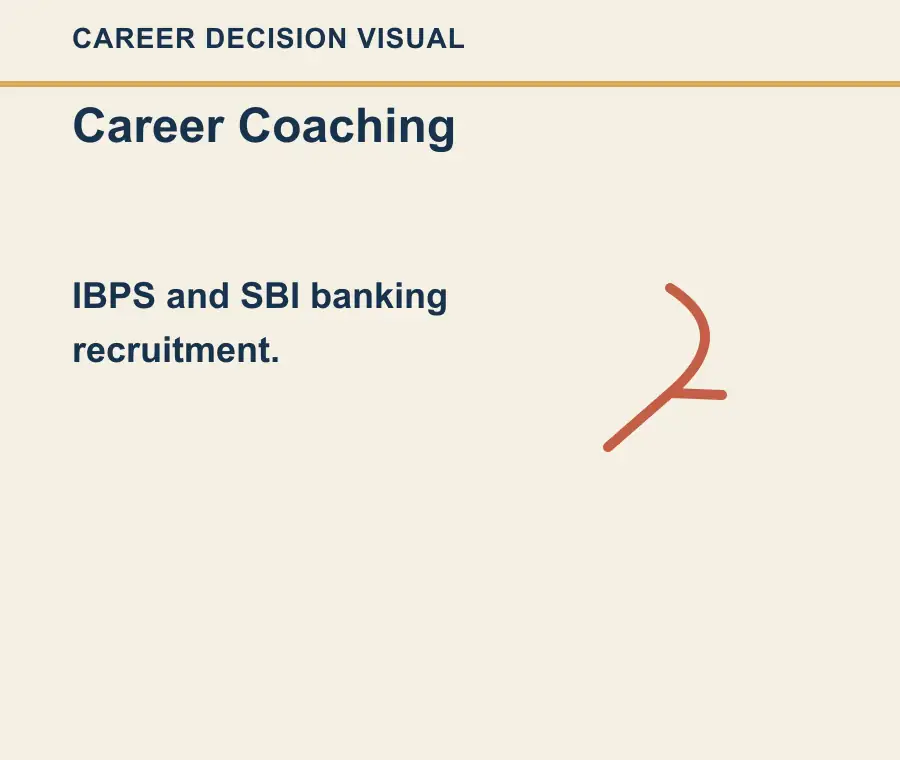 CAREER DECISION VISUAL
Career Coaching
IBPS and SBI banking
recruitment.